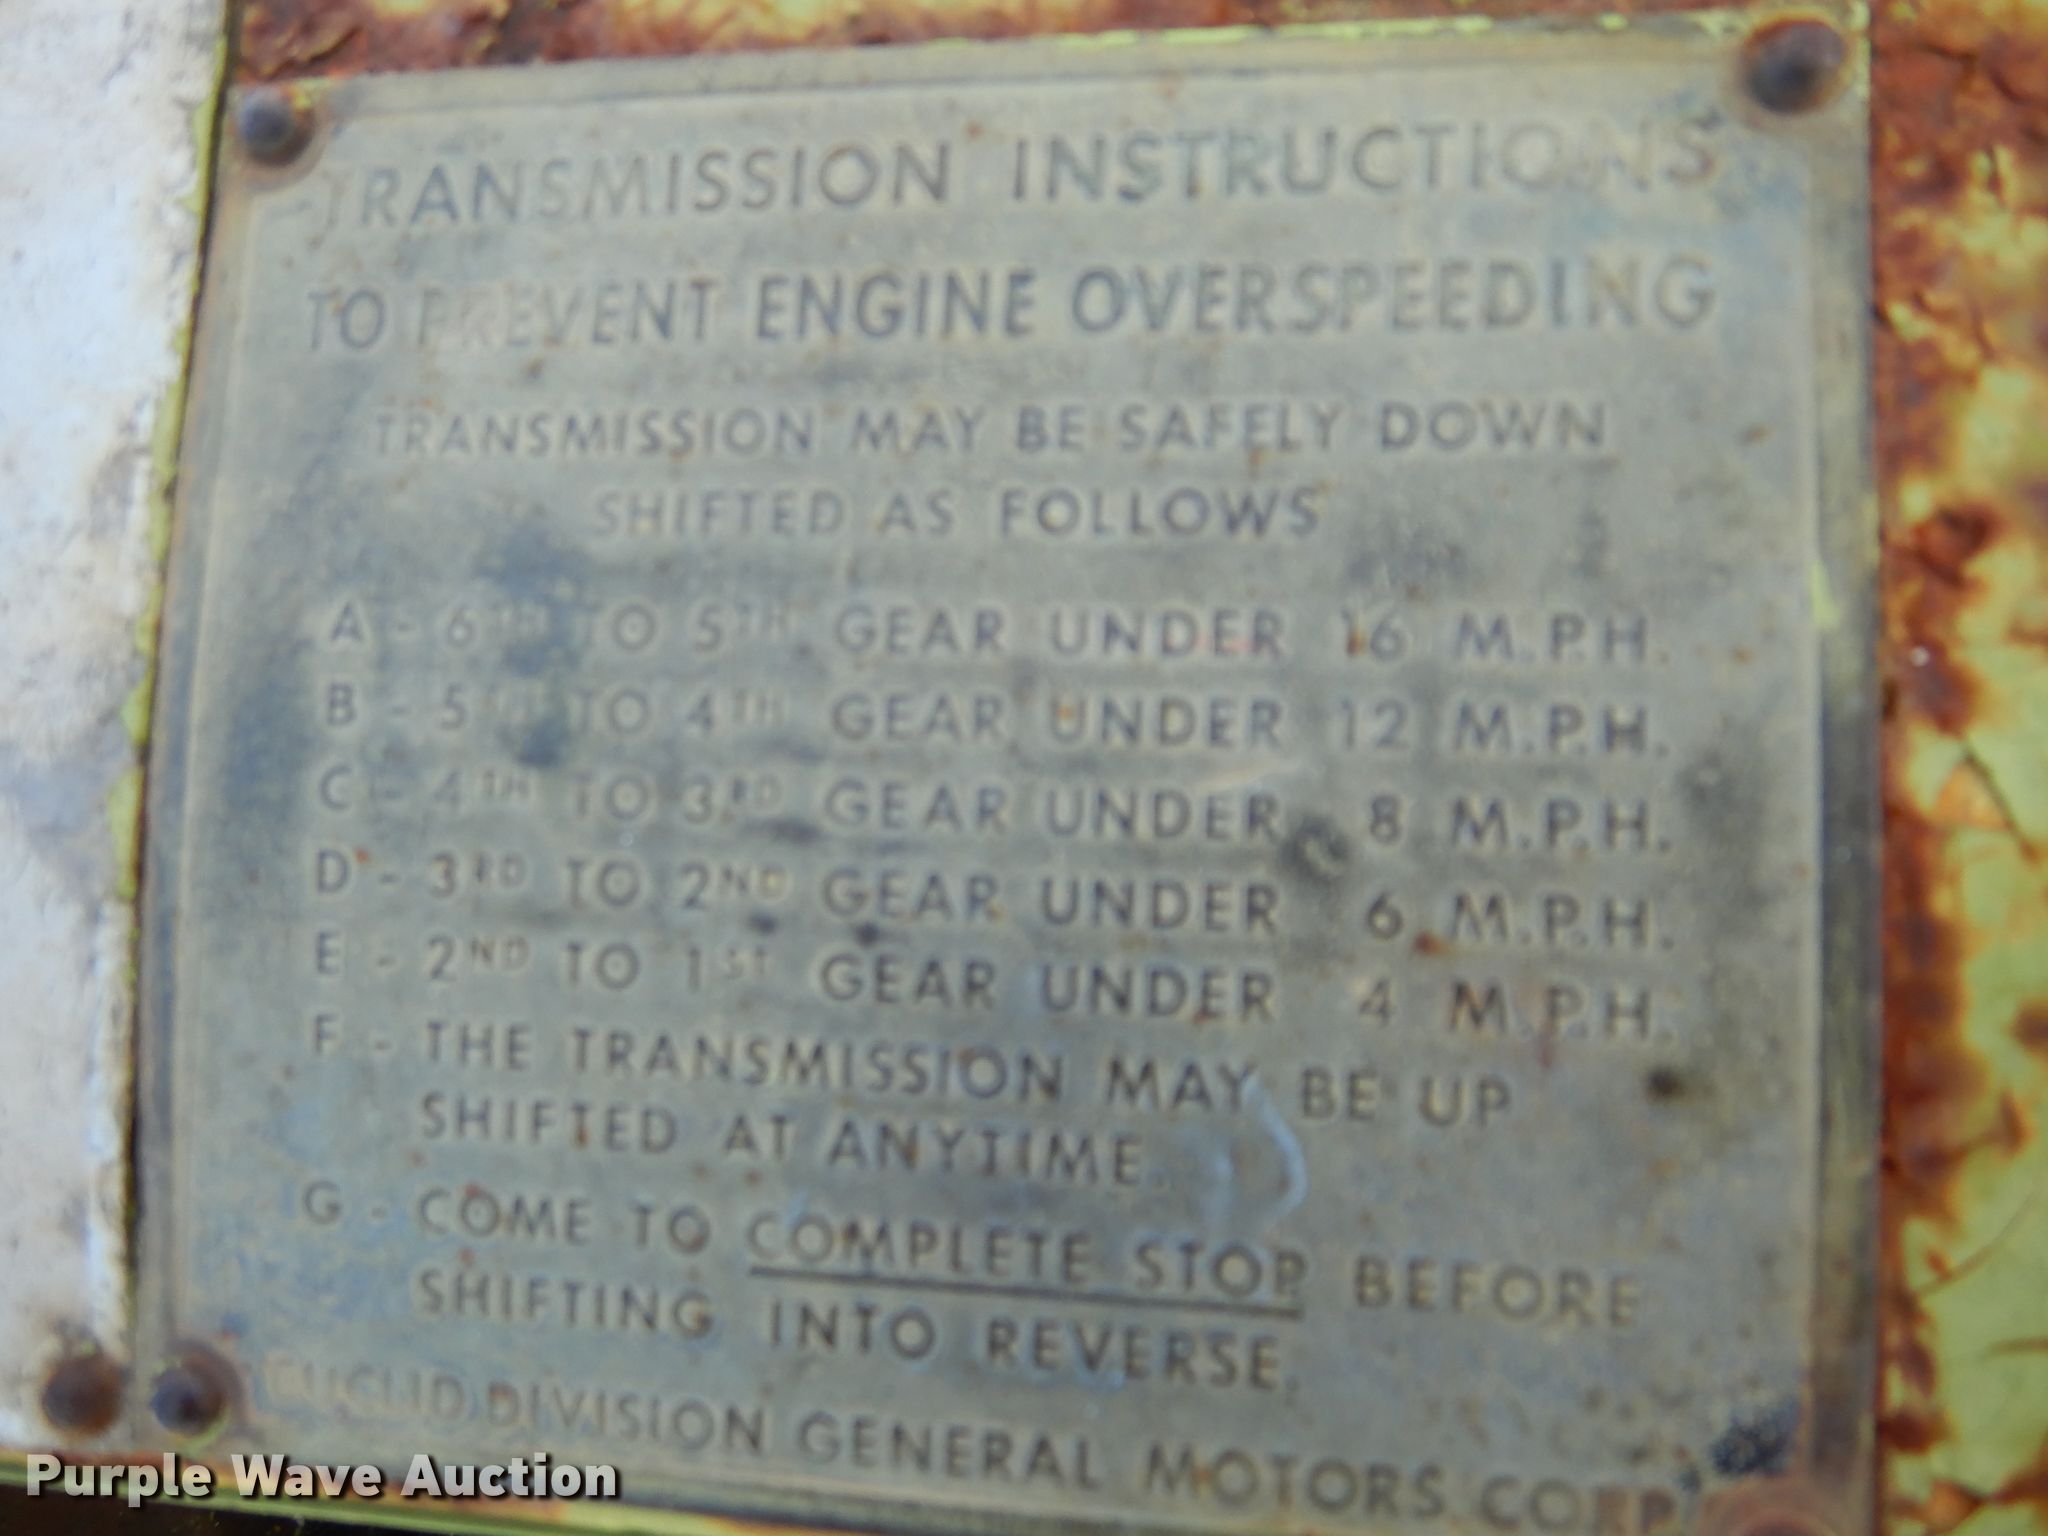 TRANSMISSION INSTRUCTIONS
TO PREVENT ENGINE OVERSPEEDING
TRANSMISSION MAY BE SAFELY DOWN
SHIFTED AS FOLLOWS
A - 6TH TO 5TH GEAR UNDER 16 M.P.H.
B - 5TH TO 4TH GEAR UNDER 12 M.P.H.
C - 4TH TO 3RD GEAR UNDER 8 M.P.H.
D - 3RD TO 2ND GEAR UNDER 6 M.P.H.
E - 2ND TO 1ST GEAR UNDER 4 M.P.H.
F - THE TRANSMISSION MAY BE UP
SHIFTED AT ANYTIME.
G - COME TO COMPLETE STOP BEFORE
SHIFTING INTO REVERSE.
EUCLID DIVISION GENERAL MOTORS CORP.
Purple Wave Auction